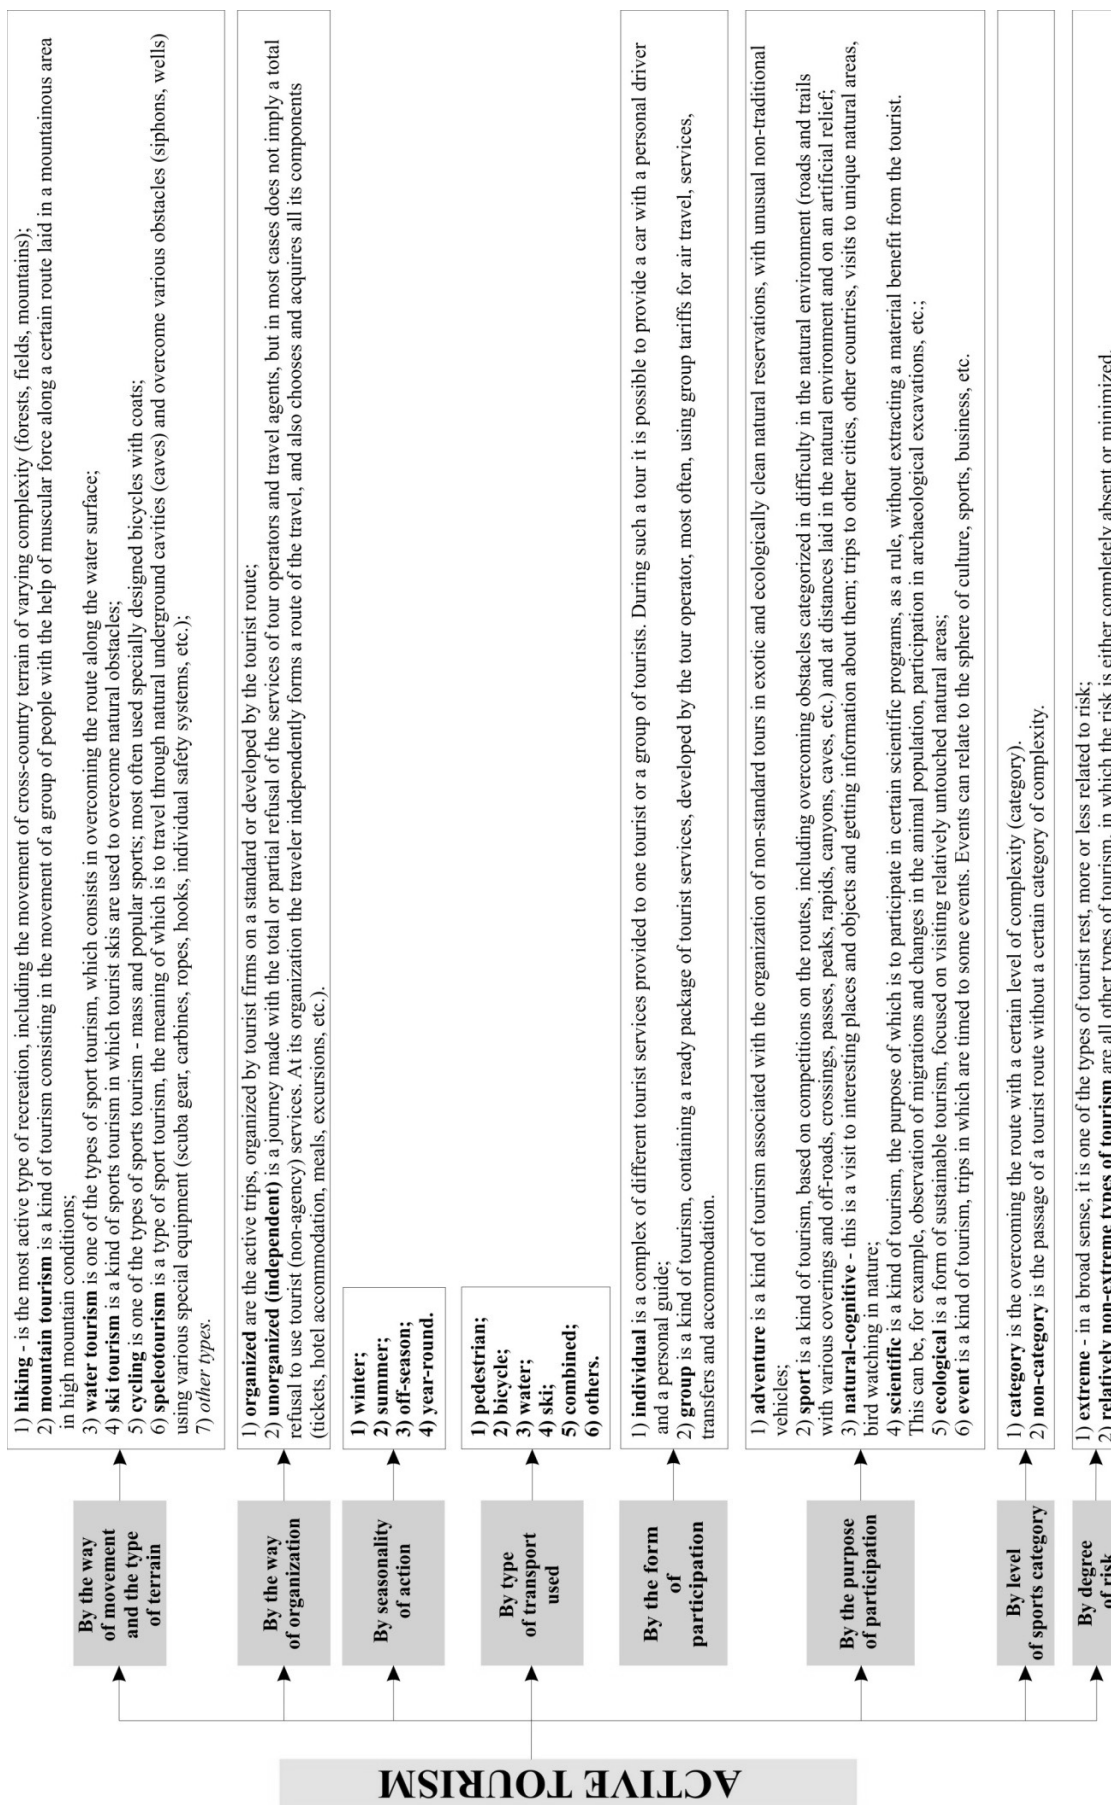 ACTIVE TOURISM
By the way
of movement
and the type
of terrain
1) hiking - is the most active type of recreation, including the movement of cross-country terrain of varying complexity (forests, fields, mountains);
2) mountain tourism is a kind of tourism consisting in the movement of a group of people with the help of muscular force along a certain route laid in a mountainous area
in high mountain conditions;
3) water tourism is one of the types of sport tourism, which consists in overcoming the route along the water surface;
4) ski tourism is a kind of sports tourism in which tourist skis are used to overcome natural obstacles;
5) cycling is one of the types of sports tourism - mass and popular sports; most often used specially designed bicycles with coats;
6) speleotourism is a type of sport tourism, the meaning of which is to travel through natural underground cavities (caves) and overcome various obstacles (siphons, wells)
using various special equipment (scuba gear, carbines, ropes, hooks, individual safety systems, etc.);
7) other types.
By the way
of organization
1) organized are the active trips, organized by tourist firms on a standard or developed by the tourist route;
2) unorganized (independent) is a journey made with the total or partial refusal of the services of tour operators and travel agents, but in most cases does not imply a total
refusal to use tourist (non-agency) services. At its organization the traveler independently forms a route of the travel, and also chooses and acquires all its components
(tickets, hotel accommodation, meals, excursions, etc.).
By seasonality
of action
1) winter;
2) summer;
3) off-season;
4) year-round.
By type
of transport
used
1) pedestrian;
2) bicycle;
3) water;
4) ski;
5) combined;
6) others.
By the form
of
participation
1) individual is a complex of different tourist services provided to one tourist or a group of tourists. During such a tour it is possible to provide a car with a personal driver
and a personal guide;
2) group is a kind of tourism, containing a ready package of tourist services, developed by the tour operator, most often, using group tariffs for air travel, services,
transfers and accommodation.
By the purpose
of participation
1) adventure is a kind of tourism associated with the organization of non-standard tours in exotic and ecologically clean natural reservations, with unusual non-traditional
vehicles;
2) sport is a kind of tourism, based on competitions on the routes, including overcoming obstacles categorized in difficulty in the natural environment (roads and trails
with various coverings and off-roads, crossings, passes, peaks, rapids, canyons, caves, etc.) and at distances laid in the natural environment and on an artificial relief;
3) natural-cognitive - this is a visit to interesting places and objects and getting information about them; trips to other cities, other countries, visits to unique natural areas,
bird watching in nature;
4) scientific is a kind of tourism, the purpose of which is to participate in certain scientific programs, as a rule, without extracting a material benefit from the tourist.
This can be, for example, observation of migrations and changes in the animal population, participation in archaeological excavations, etc.;
5) ecological is a form of sustainable tourism, focused on visiting relatively untouched natural areas;
6) event is a kind of tourism, trips in which are timed to some events. Events can relate to the sphere of culture, sports, business, etc.
By level
of sports category
1) category is the overcoming the route with a certain level of complexity (category).
2) non-category is the passage of a tourist route without a certain category of complexity.
By degree
of risk
1) extreme - in a broad sense, it is one of the types of tourist rest, more or less related to risk;
2) relatively non-extreme types of tourism are all other types of tourism, in which the risk is either completely absent or minimized.